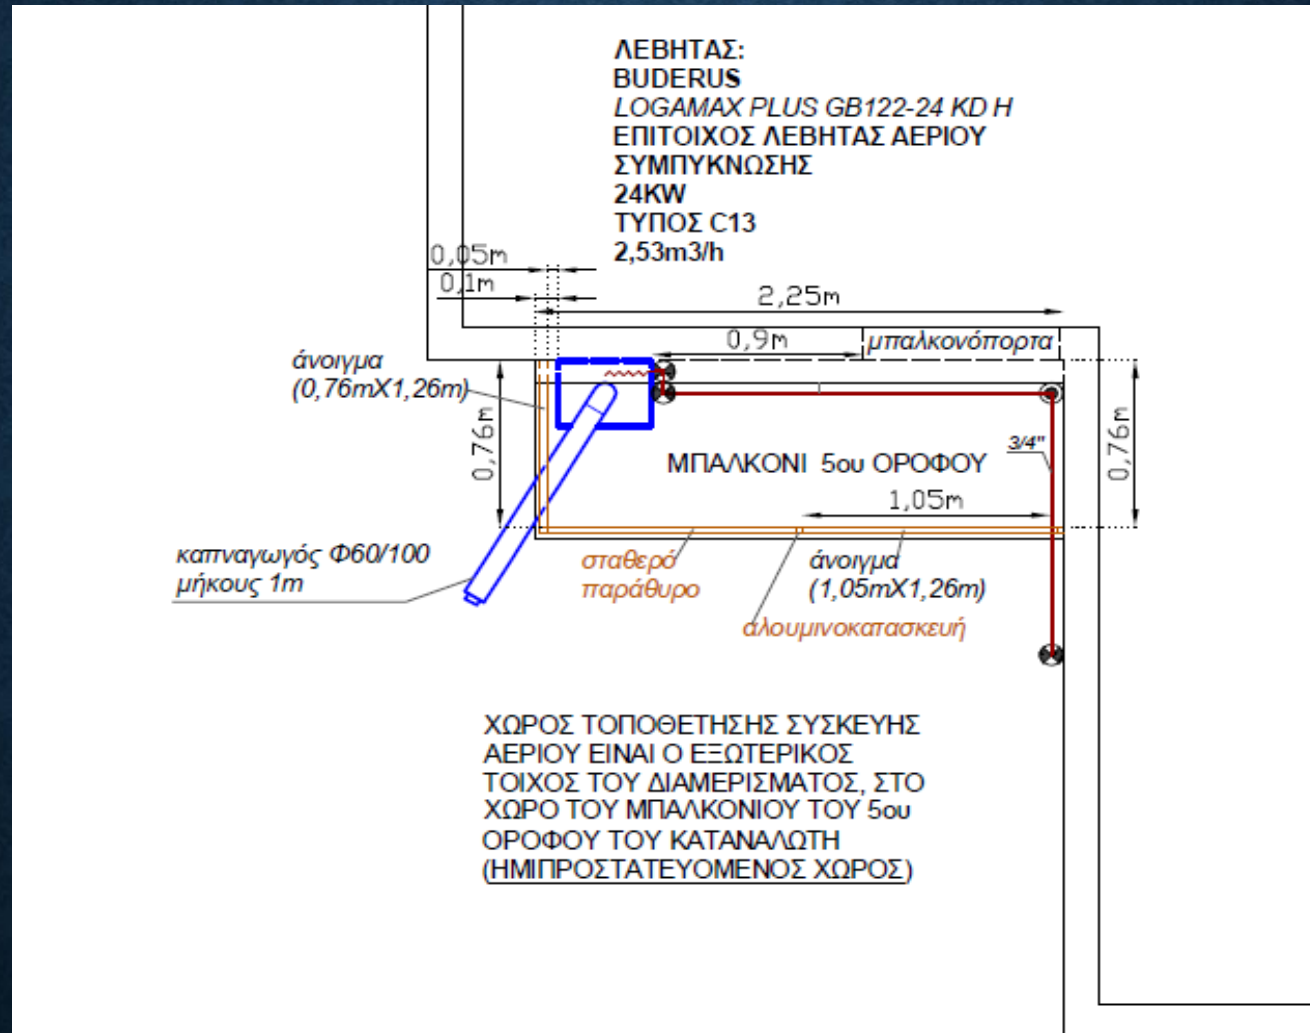 ΛΕΒΗΤΑΣ:
BUDERUS
LOGAMAX PLUS GB122-24 KD H
ΕΠΙΤΟΙΧΟΣ ΛΕΒΗΤΑΣ ΑΕΡΙΟΥ
ΣΥΜΠΥΚΝΩΣΗΣ
24KW
ΤΥΠΟΣ C13
2,53m3/h
0,05m
0,1m
2,25m
0,9m
μπαλκονόπορτα
άνοιγμα
(0,76mX1,26m)
0,76m
0,76m
3/4"
ΜΠΑΛΚΟΝΙ 5ου ΟΡΟΦΟΥ
1,05m
καπναγωγός Φ60/100
μήκους 1m
σταθερό
παράθυρο
άνοιγμα
(1,05mX1,26m)
αλουμινοκατασκευή
ΧΩΡΟΣ ΤΟΠΟΘΕΤΗΣΗΣ ΣΥΣΚΕΥΗΣ
ΑΕΡΙΟΥ ΕΙΝΑΙ Ο ΕΞΩΤΕΡΙΚΟΣ
ΤΟΙΧΟΣ ΤΟΥ ΔΙΑΜΕΡΙΣΜΑΤΟΣ, ΣΤΟ
ΧΩΡΟ ΤΟΥ ΜΠΑΛΚΟΝΙΟΥ ΤΟΥ 5ου
ΟΡΟΦΟΥ ΤΟΥ ΚΑΤΑΝΑΛΩΤΗ
(ΗΜΙΠΡΟΣΤΑΤΕΥΟΜΕΝΟΣ ΧΩΡΟΣ)